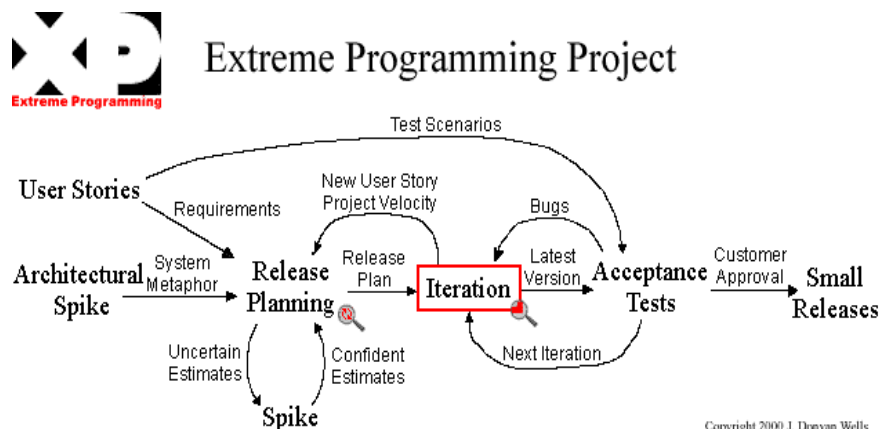 XP
Extreme Programming
Extreme Programming Project
Test Scenarios
User Stories
Requirements
New User Story
Project Velocity
Bugs
Architectural
Spike
System
Metaphor
Release
Planning
Release
Plan
Iteration
Latest
Version
Acceptance
Tests
Customer
Approval
Small
Releases
Uncertain
Estimates
Confident
Estimates
Next Iteration
Spike
Copyright 2000 J. Donvan Wells